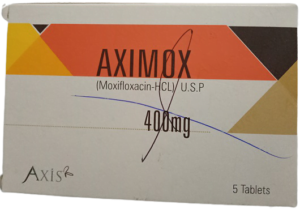 AXIMOX
(Moxifloxacin-HCL) U.S.P
400mg
AXIS
5 Tablets